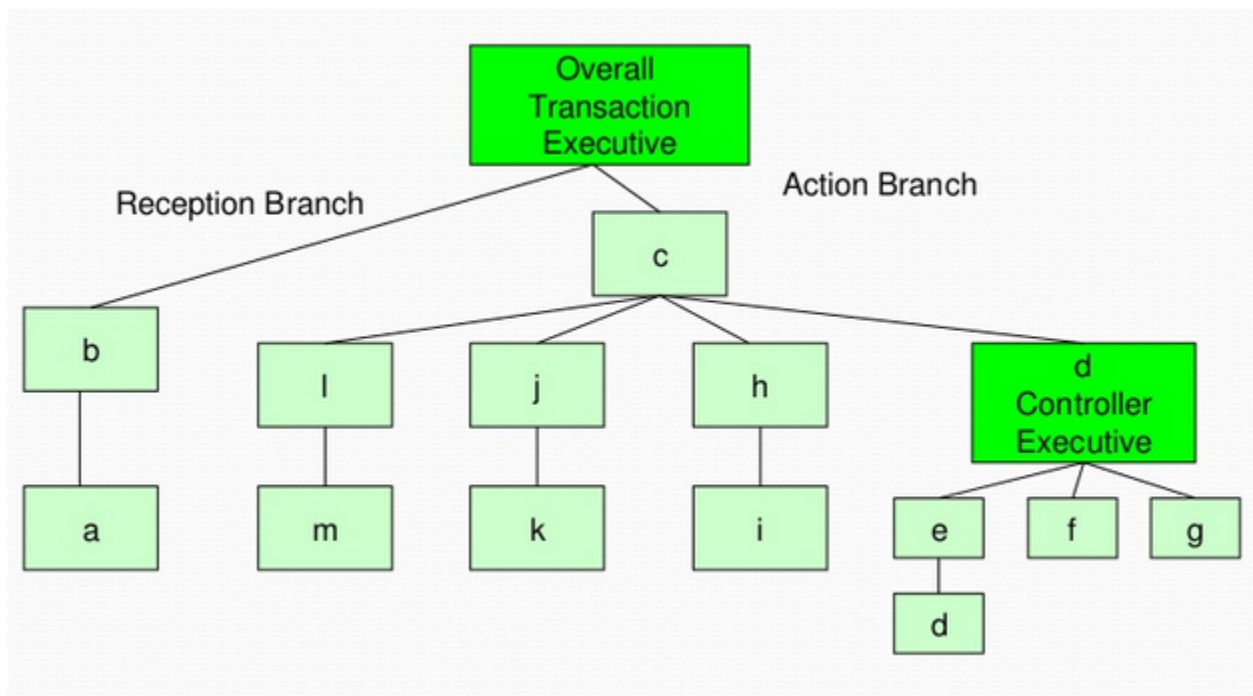 Overall
Transaction
Executive
Reception Branch
Action Branch
c
b
l
j
h
d
Controller
Executive
a
m
k
i
e
f
g
d